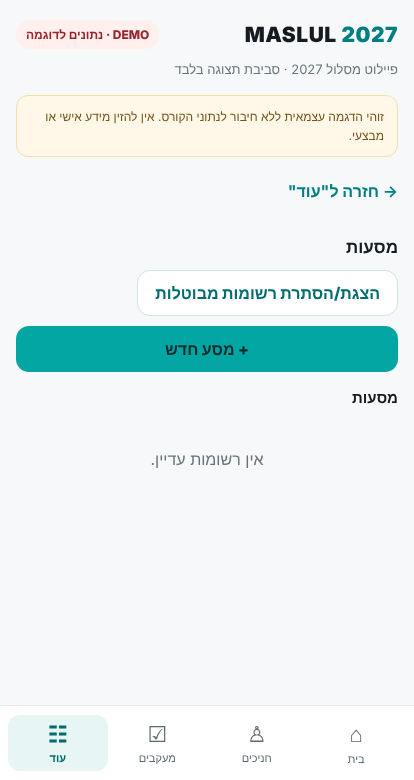 MASLUL 2027
DEMO · נתונים לדוגמה
פיילוט מסלול 2027 · סביבת תצוגה בלבד
זוהי הדגמה עצמאית ללא חיבור לנתוני הקורס. אין להזין מידע אישי או
מבצעי.
→ חזרה ל"עוד"
מסעות
הצגת/הסתרת רשומות מבוטלות
+ מסע חדש
מסעות
אין רשומות עדיין.
בית
חניכים
מעקבים
עוד